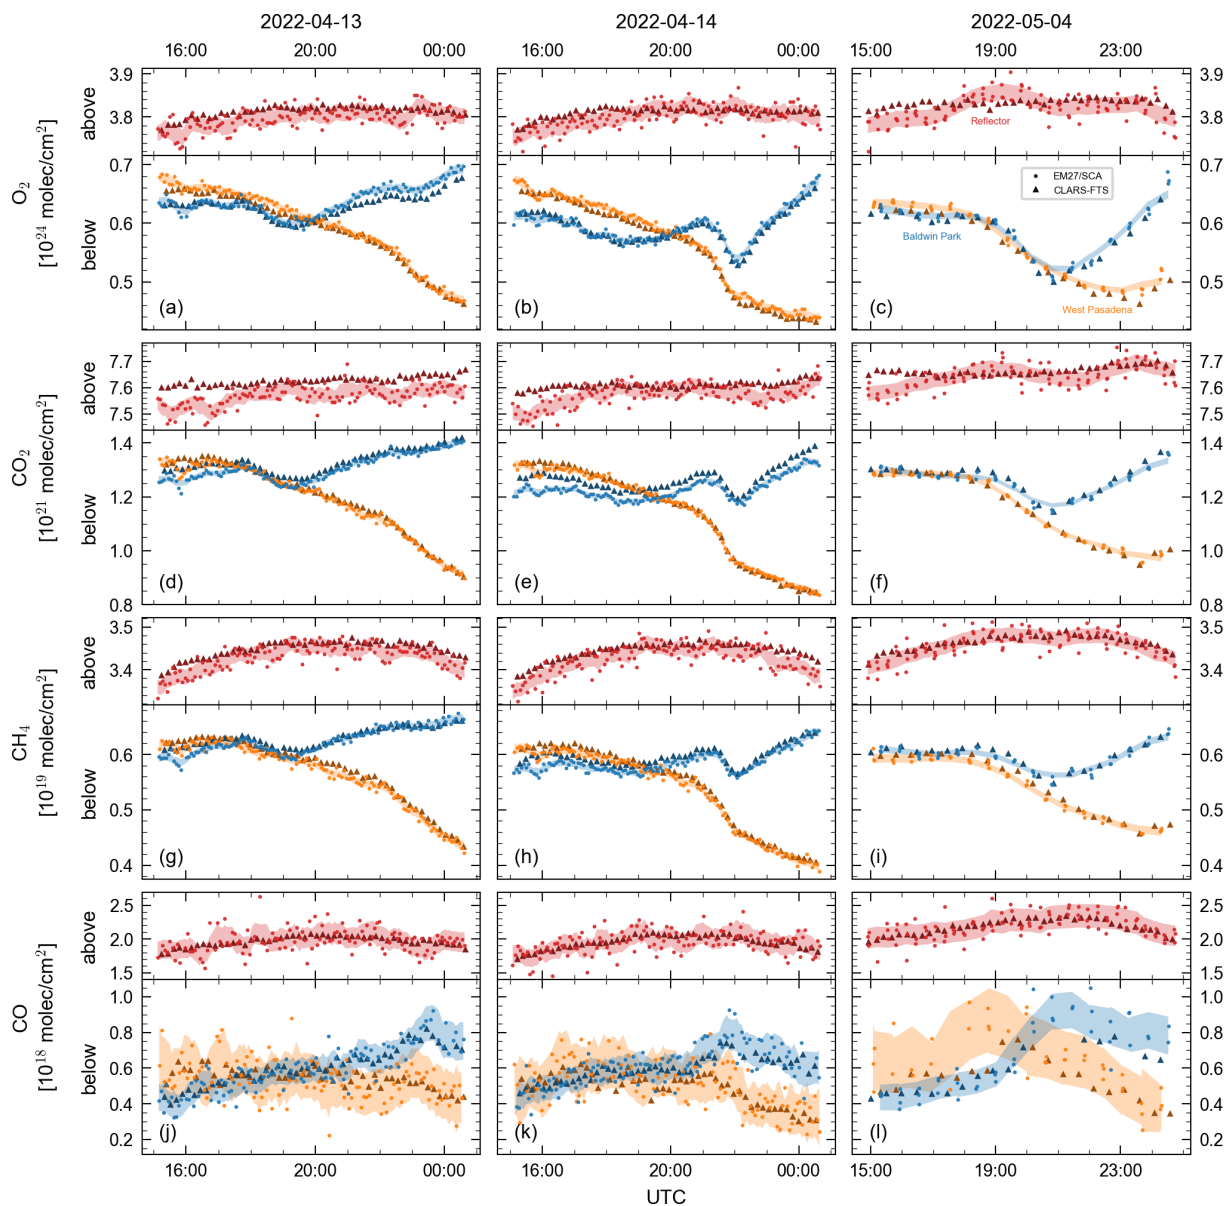 2022-04-13 2022-04-14 2022-05-04
16:00 20:00 00:00 16:00 20:00 00:00 15:00 19:00 23:00
O2 [10^24 molec/cm^2]
above
3.9
3.8
below
0.7
0.6
0.5
3.9
3.8
0.7
0.6
0.5
Reflector
EM27/SCA
CLARS-FTS
Baldwin Park
West Pasadena
(a) (b) (c)
CO2 [10^21 molec/cm^2]
above
7.7
7.6
7.5
below
1.4
1.2
1.0
0.8
7.7
7.6
7.5
1.4
1.2
1.0
0.8
(d) (e) (f)
CH4 [10^19 molec/cm^2]
above
3.5
3.4
below
0.6
0.5
0.4
3.5
3.4
0.6
0.5
0.4
(g) (h) (i)
CO [10^18 molec/cm^2]
above
2.5
2.0
1.5
below
1.0
0.8
0.6
0.4
0.2
2.5
2.0
1.5
1.0
0.8
0.6
0.4
0.2
(j) (k) (l)
16:00 20:00 00:00 16:00 20:00 00:00 15:00 19:00 23:00
UTC